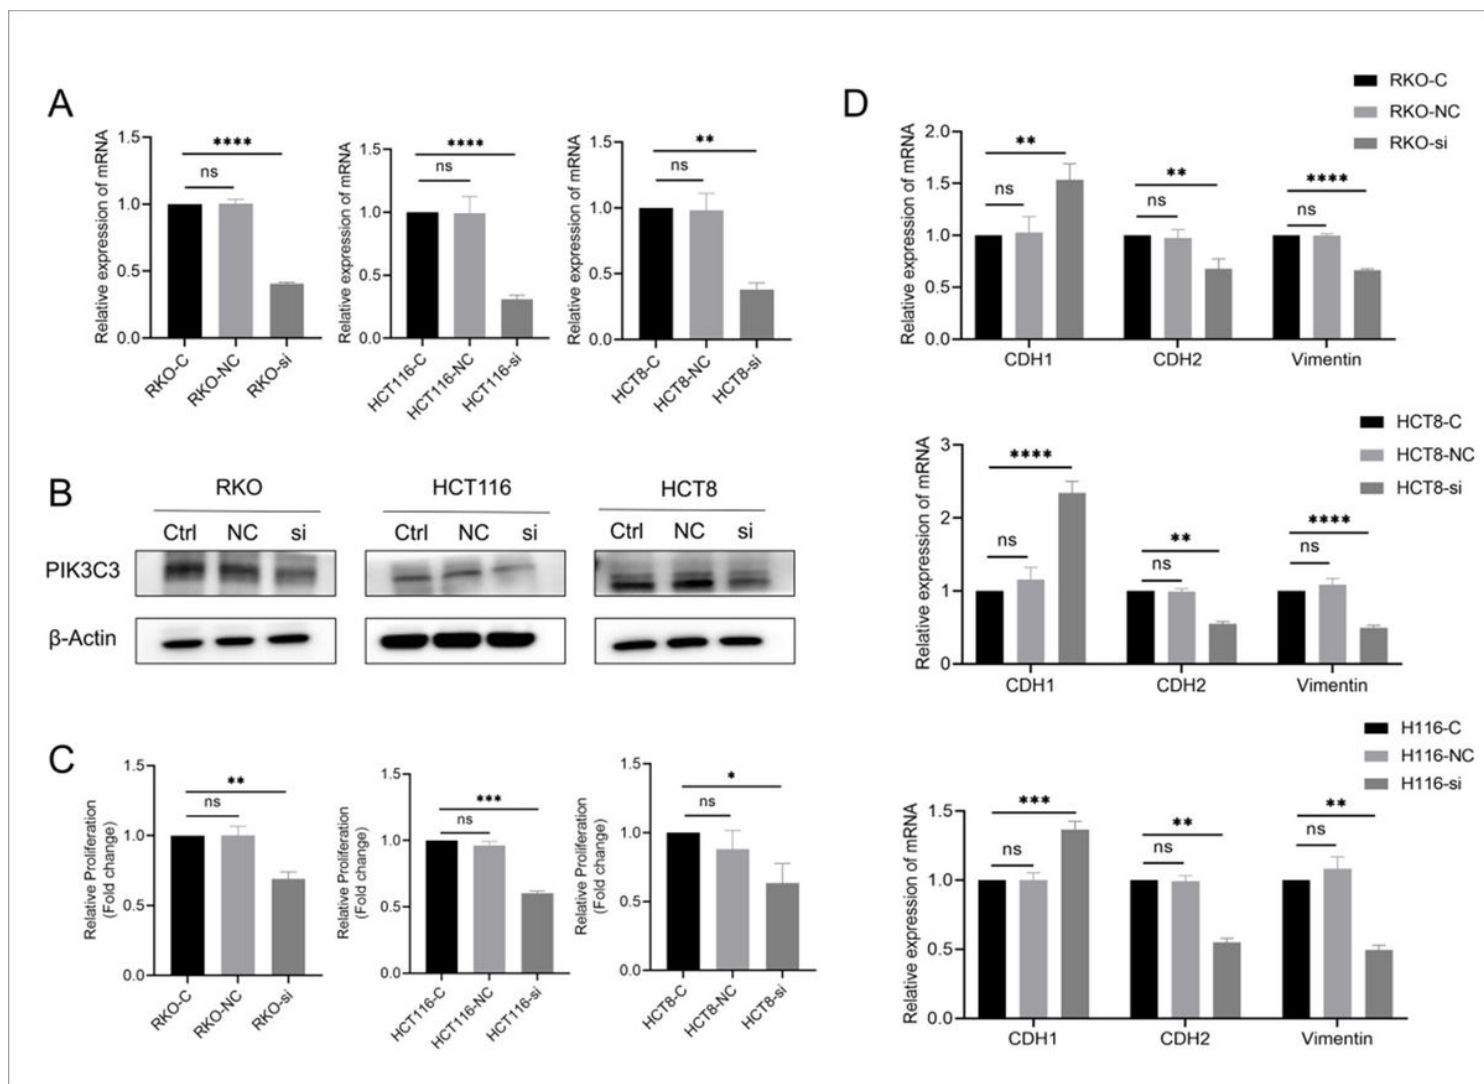 A
Relative expression of mRNA
1.5
1.0
0.5
0.0
****
ns
RKO-C
RKO-NC
RKO-si
Relative expression of mRNA
1.5
1.0
0.5
0.0
****
ns
HCT116-C
HCT116-NC
HCT116-si
Relative expression of mRNA
1.5
1.0
0.5
0.0
**
ns
HCT8-C
HCT8-NC
HCT8-si
B
RKO
HCT116
HCT8
Ctrl NC si
Ctrl NC si
Ctrl NC si
PIK3C3
β-Actin
C
Relative Proliferation
(Fold change)
1.5
1.0
0.5
0.0
**
ns
RKO-C
RKO-NC
RKO-si
Relative Proliferation
(Fold change)
1.5
1.0
0.5
0.0
***
ns
HCT116-C
HCT116-NC
HCT116-si
Relative Proliferation
(Fold change)
1.5
1.0
0.5
0.0
*
ns
HCT8-C
HCT8-NC
HCT8-si
D
RKO-C
RKO-NC
RKO-si
Relative expression of mRNA
2.0
1.5
1.0
0.5
0.0
**
ns
**
ns
****
ns
CDH1
CDH2
Vimentin
HCT8-C
HCT8-NC
HCT8-si
Relative expression of mRNA
3
2
1
0
****
ns
**
ns
****
ns
CDH1
CDH2
Vimentin
H116-C
H116-NC
H116-si
Relative expression of mRNA
1.5
1.0
0.5
0.0
***
ns
**
ns
**
ns
CDH1
CDH2
Vimentin